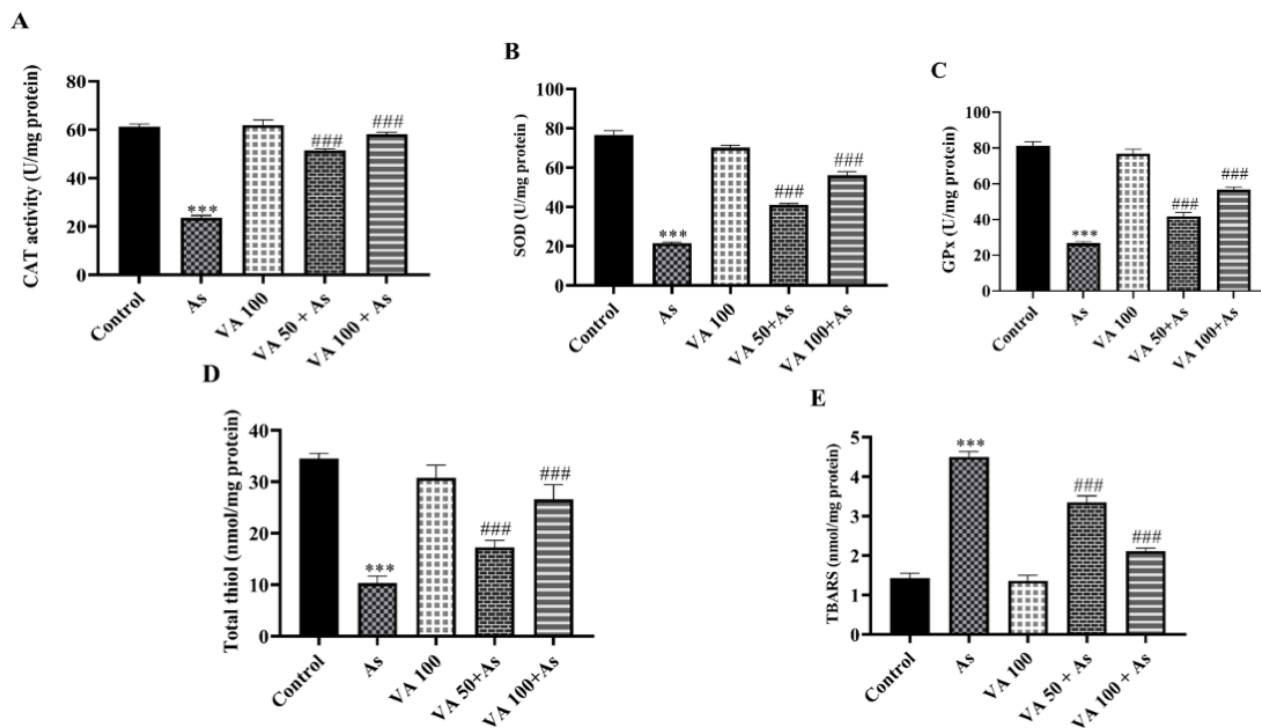 A
CAT activity (U/mg protein)
80
60
40
20
0
***
###
###
Control
As
VA 100
VA 50 + As
VA 100 + As
B
SOD (U/mg protein )
100
80
60
40
20
0
***
###
###
Control
As
VA 100
VA 50+As
VA 100+As
C
GPx (U/mg protein)
100
80
60
40
20
0
***
###
###
Control
As
VA 100
VA 50+As
VA 100+As
D
Total thiol (nmol/mg protein)
40
30
20
10
0
***
###
###
Control
As
VA 100
VA 50+As
VA 100+As
E
TBARS (nmol/mg protein)
5
4
3
2
1
0
***
###
###
Control
As
VA 100
VA 50 + As
VA 100 + As